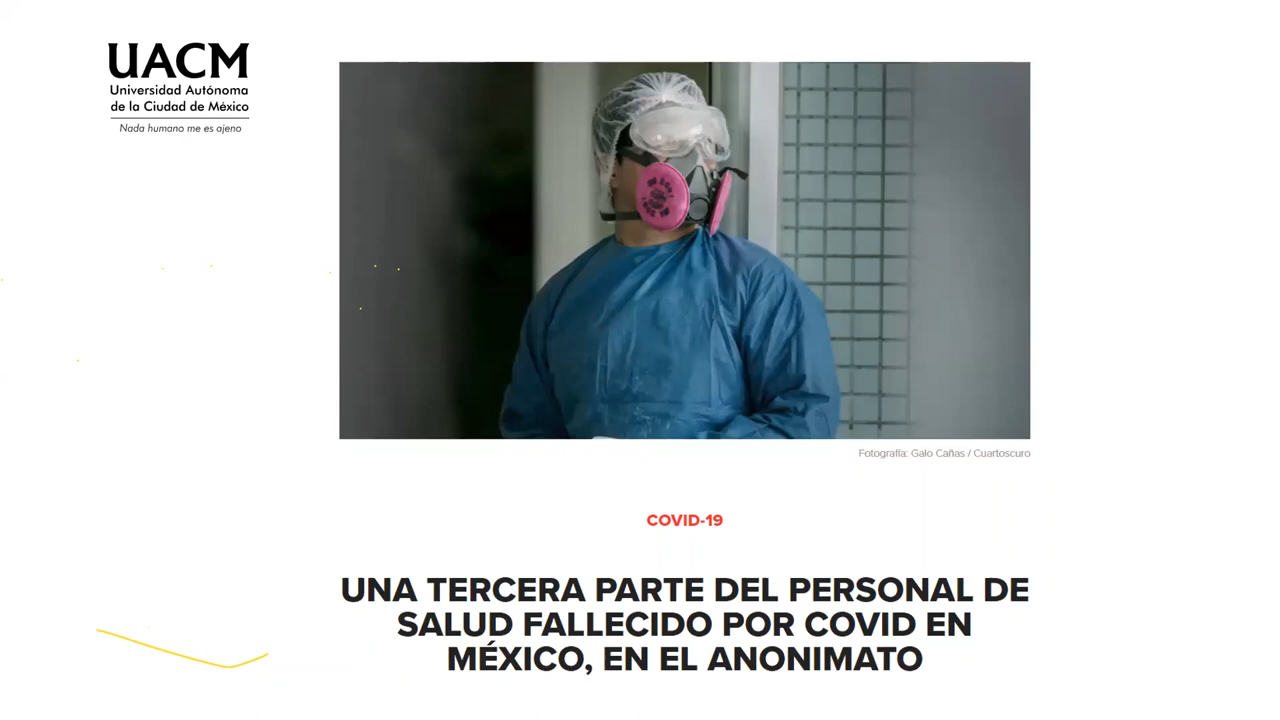 UACM
Universidad Autónoma
de la Ciudad de México
Nada humano me es ajeno
Fotografía: Galo Cañas / Cuartoscuro
COVID-19
UNA TERCERA PARTE DEL PERSONAL DE
SALUD FALLECIDO POR COVID EN
MÉXICO, EN EL ANONIMATO